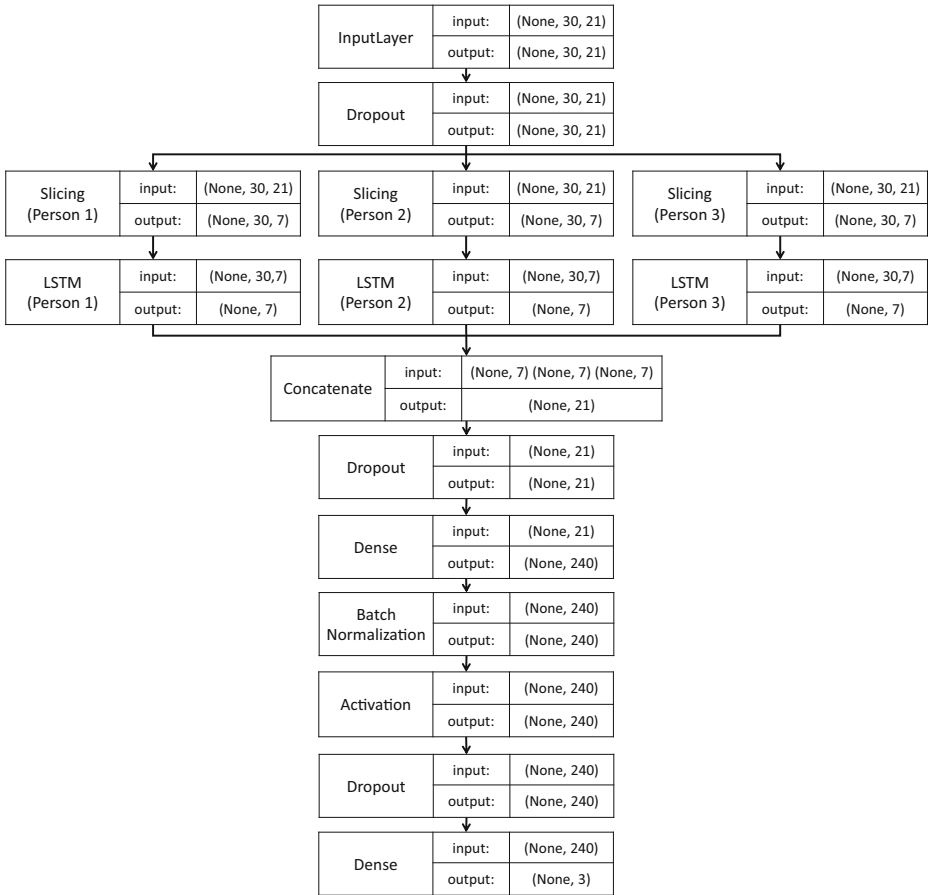 InputLayer
input: (None, 30, 21)
output: (None, 30, 21)
Dropout
input: (None, 30, 21)
output: (None, 30, 21)
Slicing
(Person 1)
input: (None, 30, 21)
output: (None, 30, 7)
Slicing
(Person 2)
input: (None, 30, 21)
output: (None, 30, 7)
Slicing
(Person 3)
input: (None, 30, 21)
output: (None, 30, 7)
LSTM
(Person 1)
input: (None, 30,7)
output: (None, 7)
LSTM
(Person 2)
input: (None, 30,7)
output: (None, 7)
LSTM
(Person 3)
input: (None, 30,7)
output: (None, 7)
Concatenate
input: (None, 7) (None, 7) (None, 7)
output: (None, 21)
Dropout
input: (None, 21)
output: (None, 21)
Dense
input: (None, 21)
output: (None, 240)
Batch
Normalization
input: (None, 240)
output: (None, 240)
Activation
input: (None, 240)
output: (None, 240)
Dropout
input: (None, 240)
output: (None, 240)
Dense
input: (None, 240)
output: (None, 3)